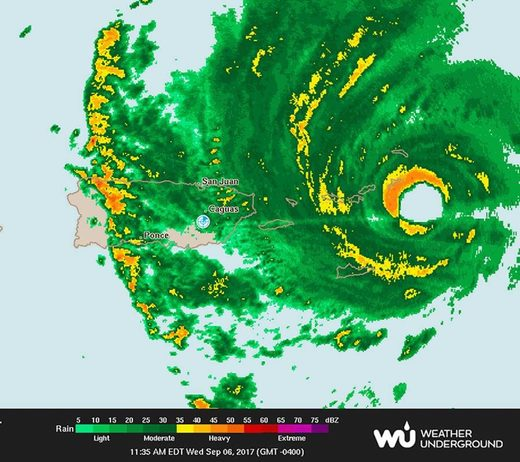 San Juan
Caguas
Ponce
5 10 15 20 25 30 35 40 45 50 55 60 65 70 75 dBZ
Rain
Light Moderate Heavy Extreme
11:35 AM EDT Wed Sep 06, 2017 (GMT -0400)
WU WEATHER
UNDERGROUND